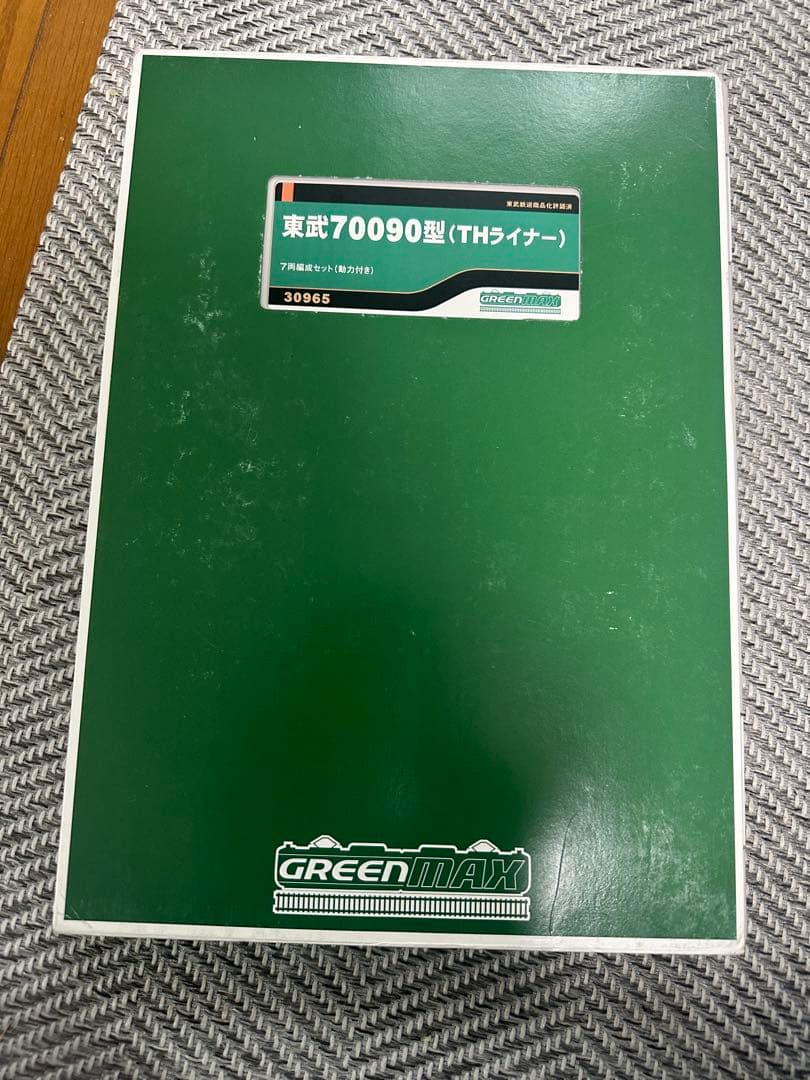 東武鉄道商品化許諾済
東武70090型(THライナー)
7両編成セット(動力付き)
30965
GREENMAX
GREENMAX